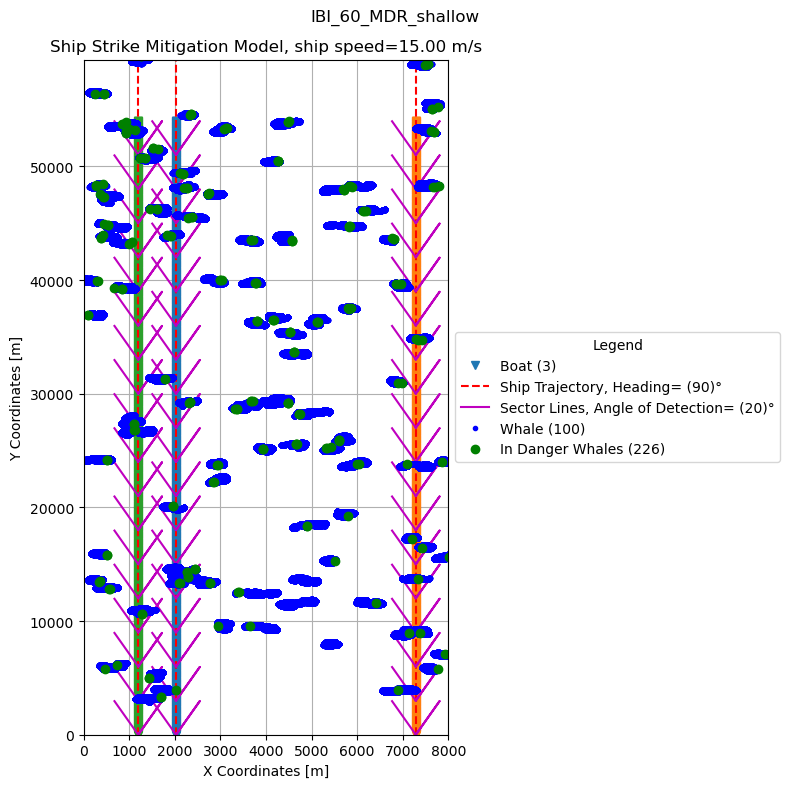 IBI_60_MDR_shallow
Ship Strike Mitigation Model, ship speed=15.00 m/s
50000
40000
30000
20000
10000
0
Y Coordinates [m]
0 1000 2000 3000 4000 5000 6000 7000 8000
X Coordinates [m]
Legend
Boat (3)
Ship Trajectory, Heading= (90)°
Sector Lines, Angle of Detection= (20)°
Whale (100)
In Danger Whales (226)